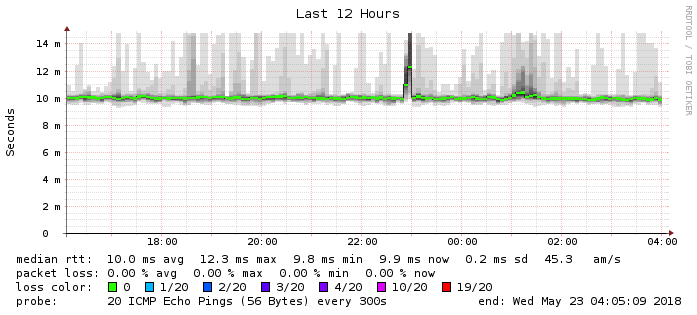 Last 12 Hours
RRDTOOL / TOBI OETIKER
Seconds
14 m
12 m
10 m
8 m
6 m
4 m
2 m
0
18:00 20:00 22:00 00:00 02:00 04:00
median rtt: 10.0 ms avg 12.3 ms max 9.8 ms min 9.9 ms now 0.2 ms sd 45.3 am/s
packet loss: 0.00 % avg 0.00 % max 0.00 % min 0.00 % now
loss color: 0 1/20 2/20 3/20 4/20 10/20 19/20
probe: 20 ICMP Echo Pings (56 Bytes) every 300s end: Wed May 23 04:05:09 2018